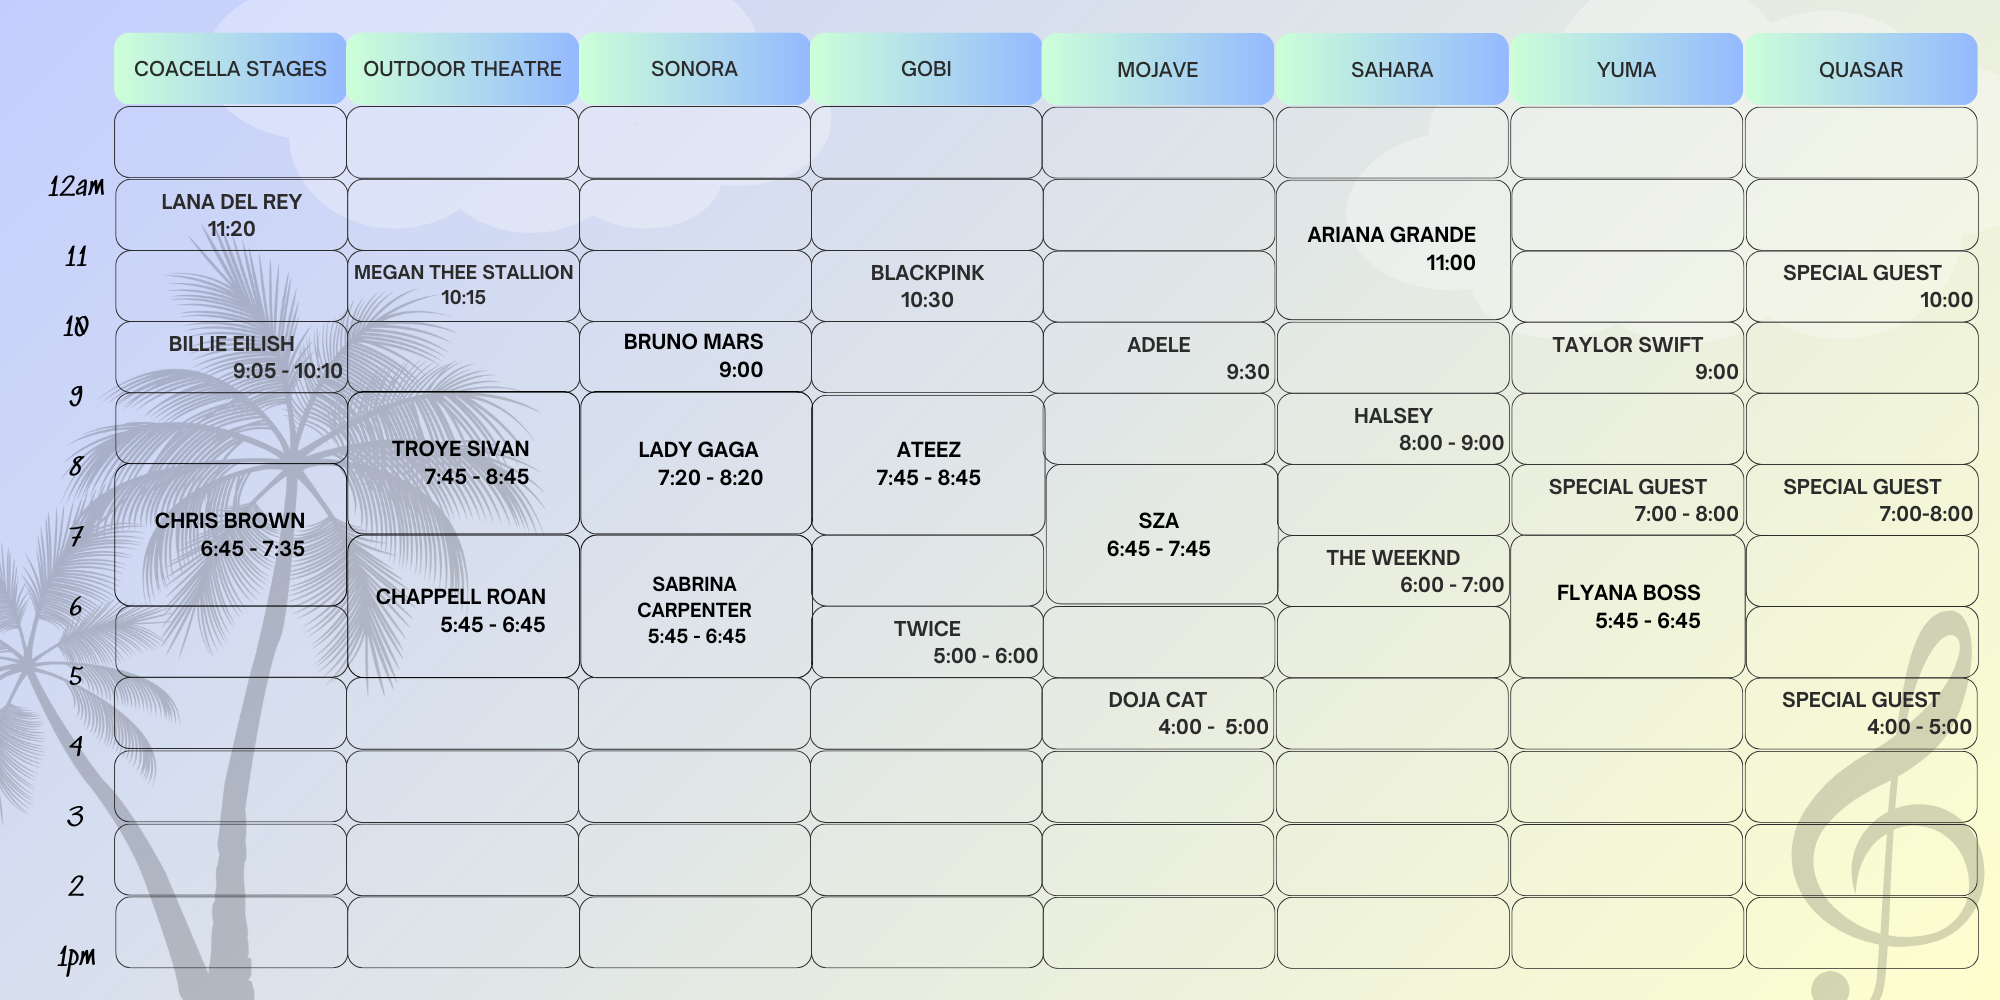 COACELLA STAGES
OUTDOOR THEATRE
SONORA
GOBI
MOJAVE
SAHARA
YUMA
QUASAR
12am
LANA DEL REY
11:20
ARIANA GRANDE
11:00
11
MEGAN THEE STALLION
10:15
BLACKPINK
10:30
SPECIAL GUEST
10:00
10
BILLIE EILISH
9:05 - 10:10
BRUNO MARS
9:00
ADELE
9:30
TAYLOR SWIFT
9:00
9
TROYE SIVAN
7:45 - 8:45
LADY GAGA
7:20 - 8:20
ATEEZ
7:45 - 8:45
HALSEY
8:00 - 9:00
8
CHRIS BROWN
6:45 - 7:35
SZA
6:45 - 7:45
SPECIAL GUEST
7:00 - 8:00
SPECIAL GUEST
7:00-8:00
7
CHAPPELL ROAN
5:45 - 6:45
SABRINA
CARPENTER
5:45 - 6:45
THE WEEKND
6:00 - 7:00
FLYANA BOSS
5:45 - 6:45
6
TWICE
5:00 - 6:00
5
DOJA CAT
4:00 - 5:00
SPECIAL GUEST
4:00 - 5:00
4
3
2
1pm